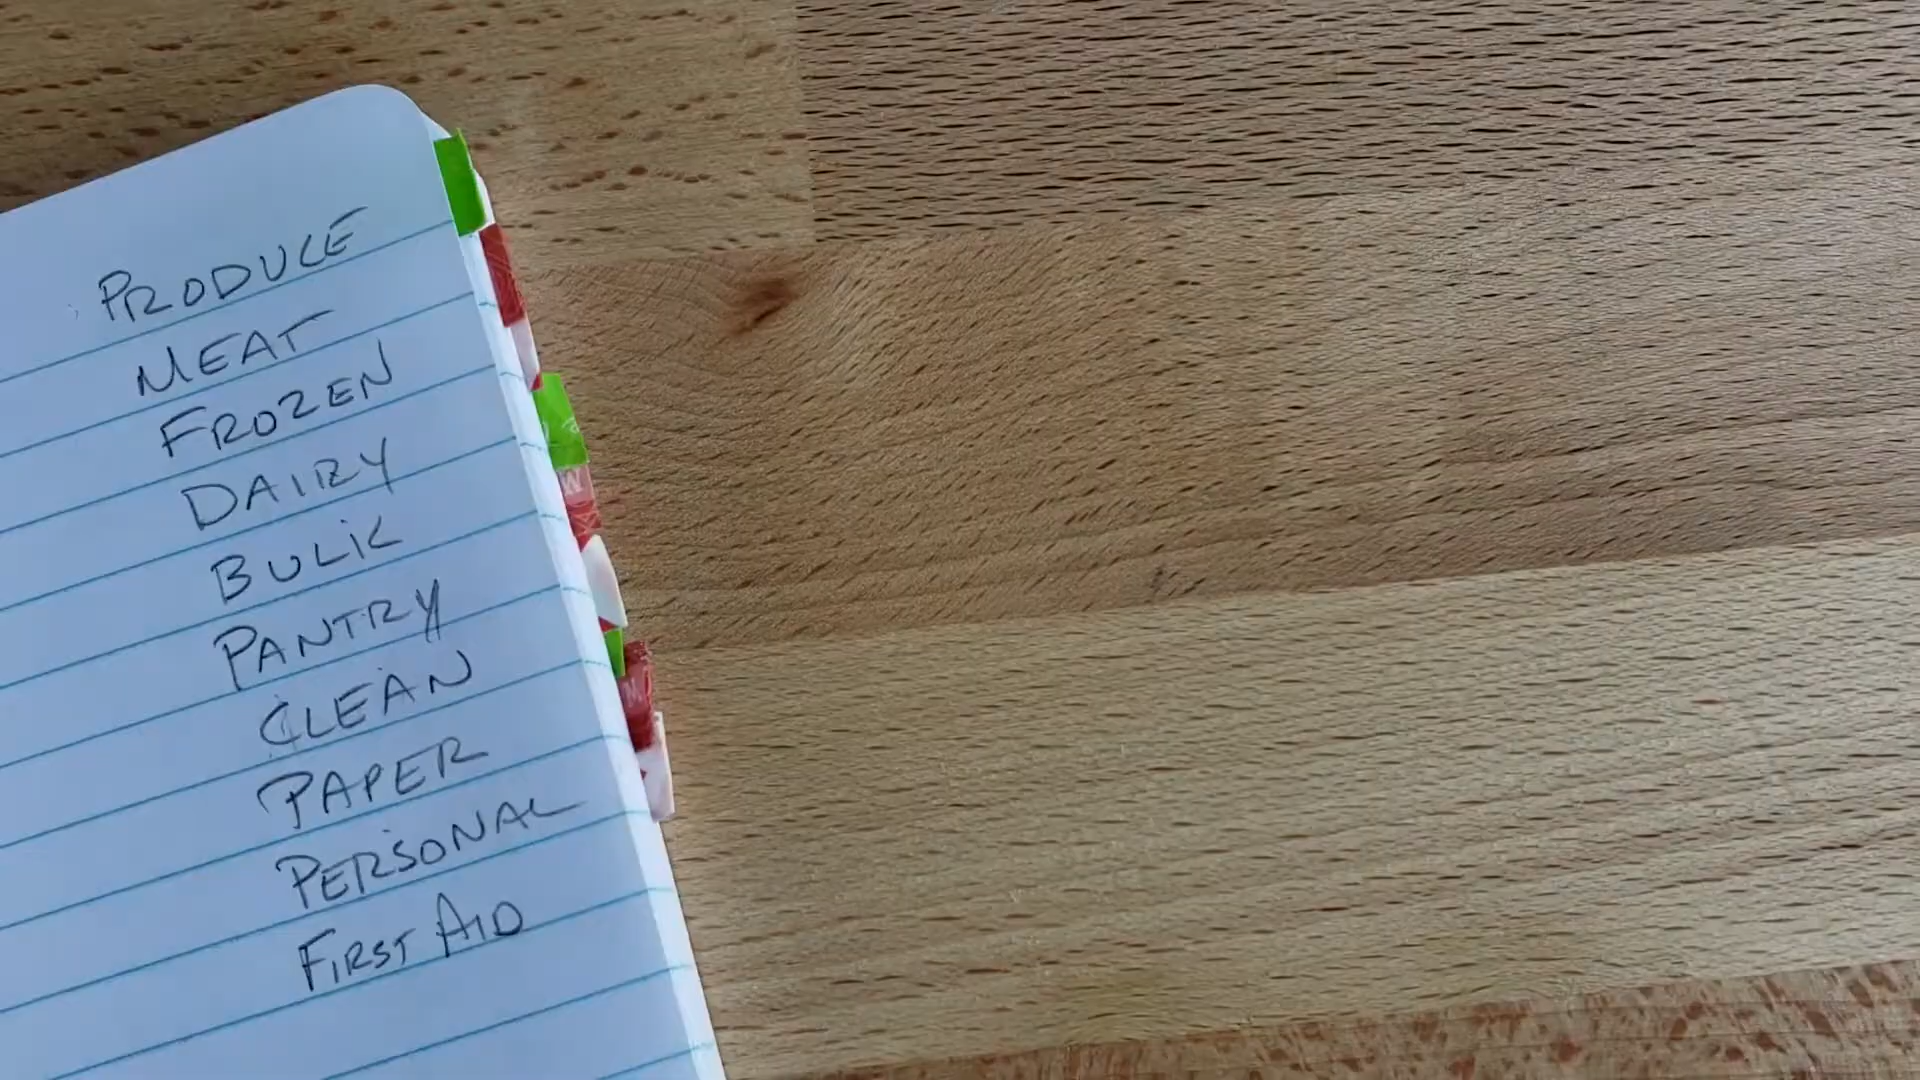 PRODUCE
MEAT
FROZEN
DAIRY
BULK
PANTRY
CLEAN
PAPER
PERSONAL
FIRST AID
W
M